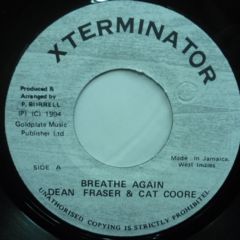 XTERMINATOR
Produced &
Arranged by
P. BURRELL
(P) (C) 1994
Goldplate Music
Publisher Ltd
Made in Jamaica.
West Indies
SIDE A
BREATHE AGAIN
DEAN FRASER & CAT COORE
UNAUTHORISED COPYING IS STRICTLY PROHIBITED